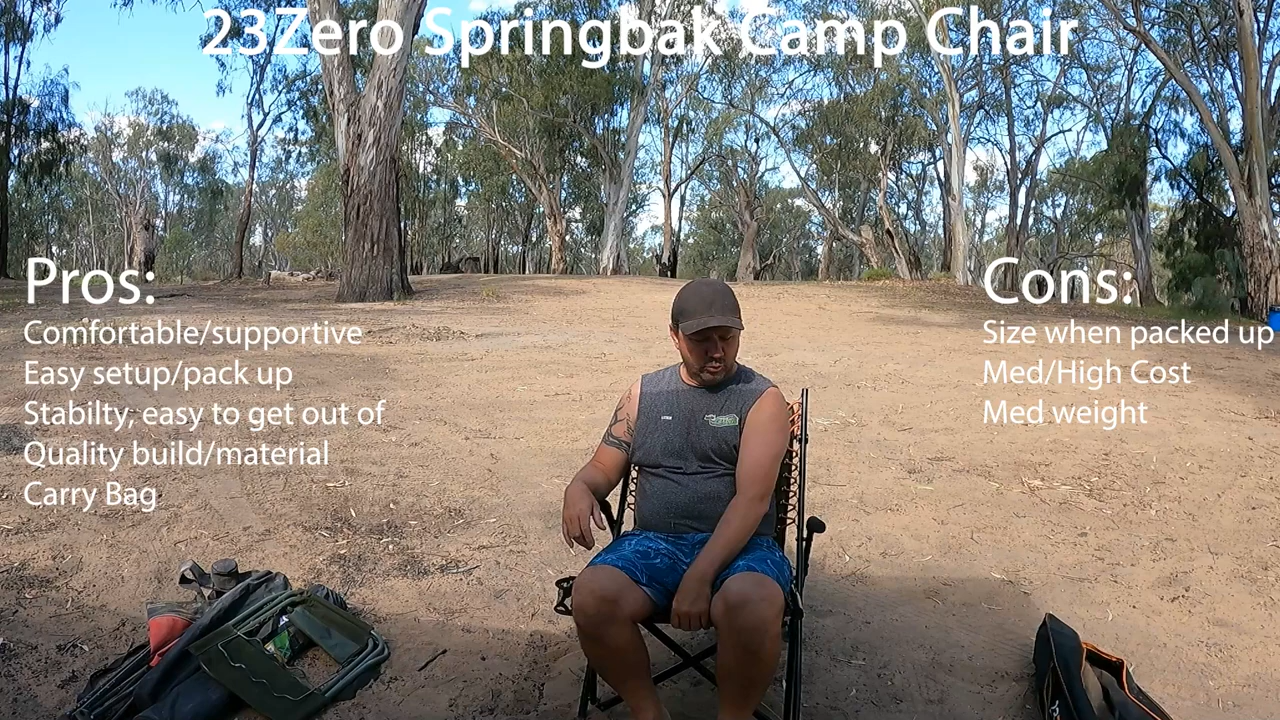 23Zero Springbak Camp Chair
Pros:
Comfortable/supportive
Easy setup/pack up
Stabilty, easy to get out of
Quality build/material
Carry Bag
Cons:
Size when packed up
Med/High Cost
Med weight